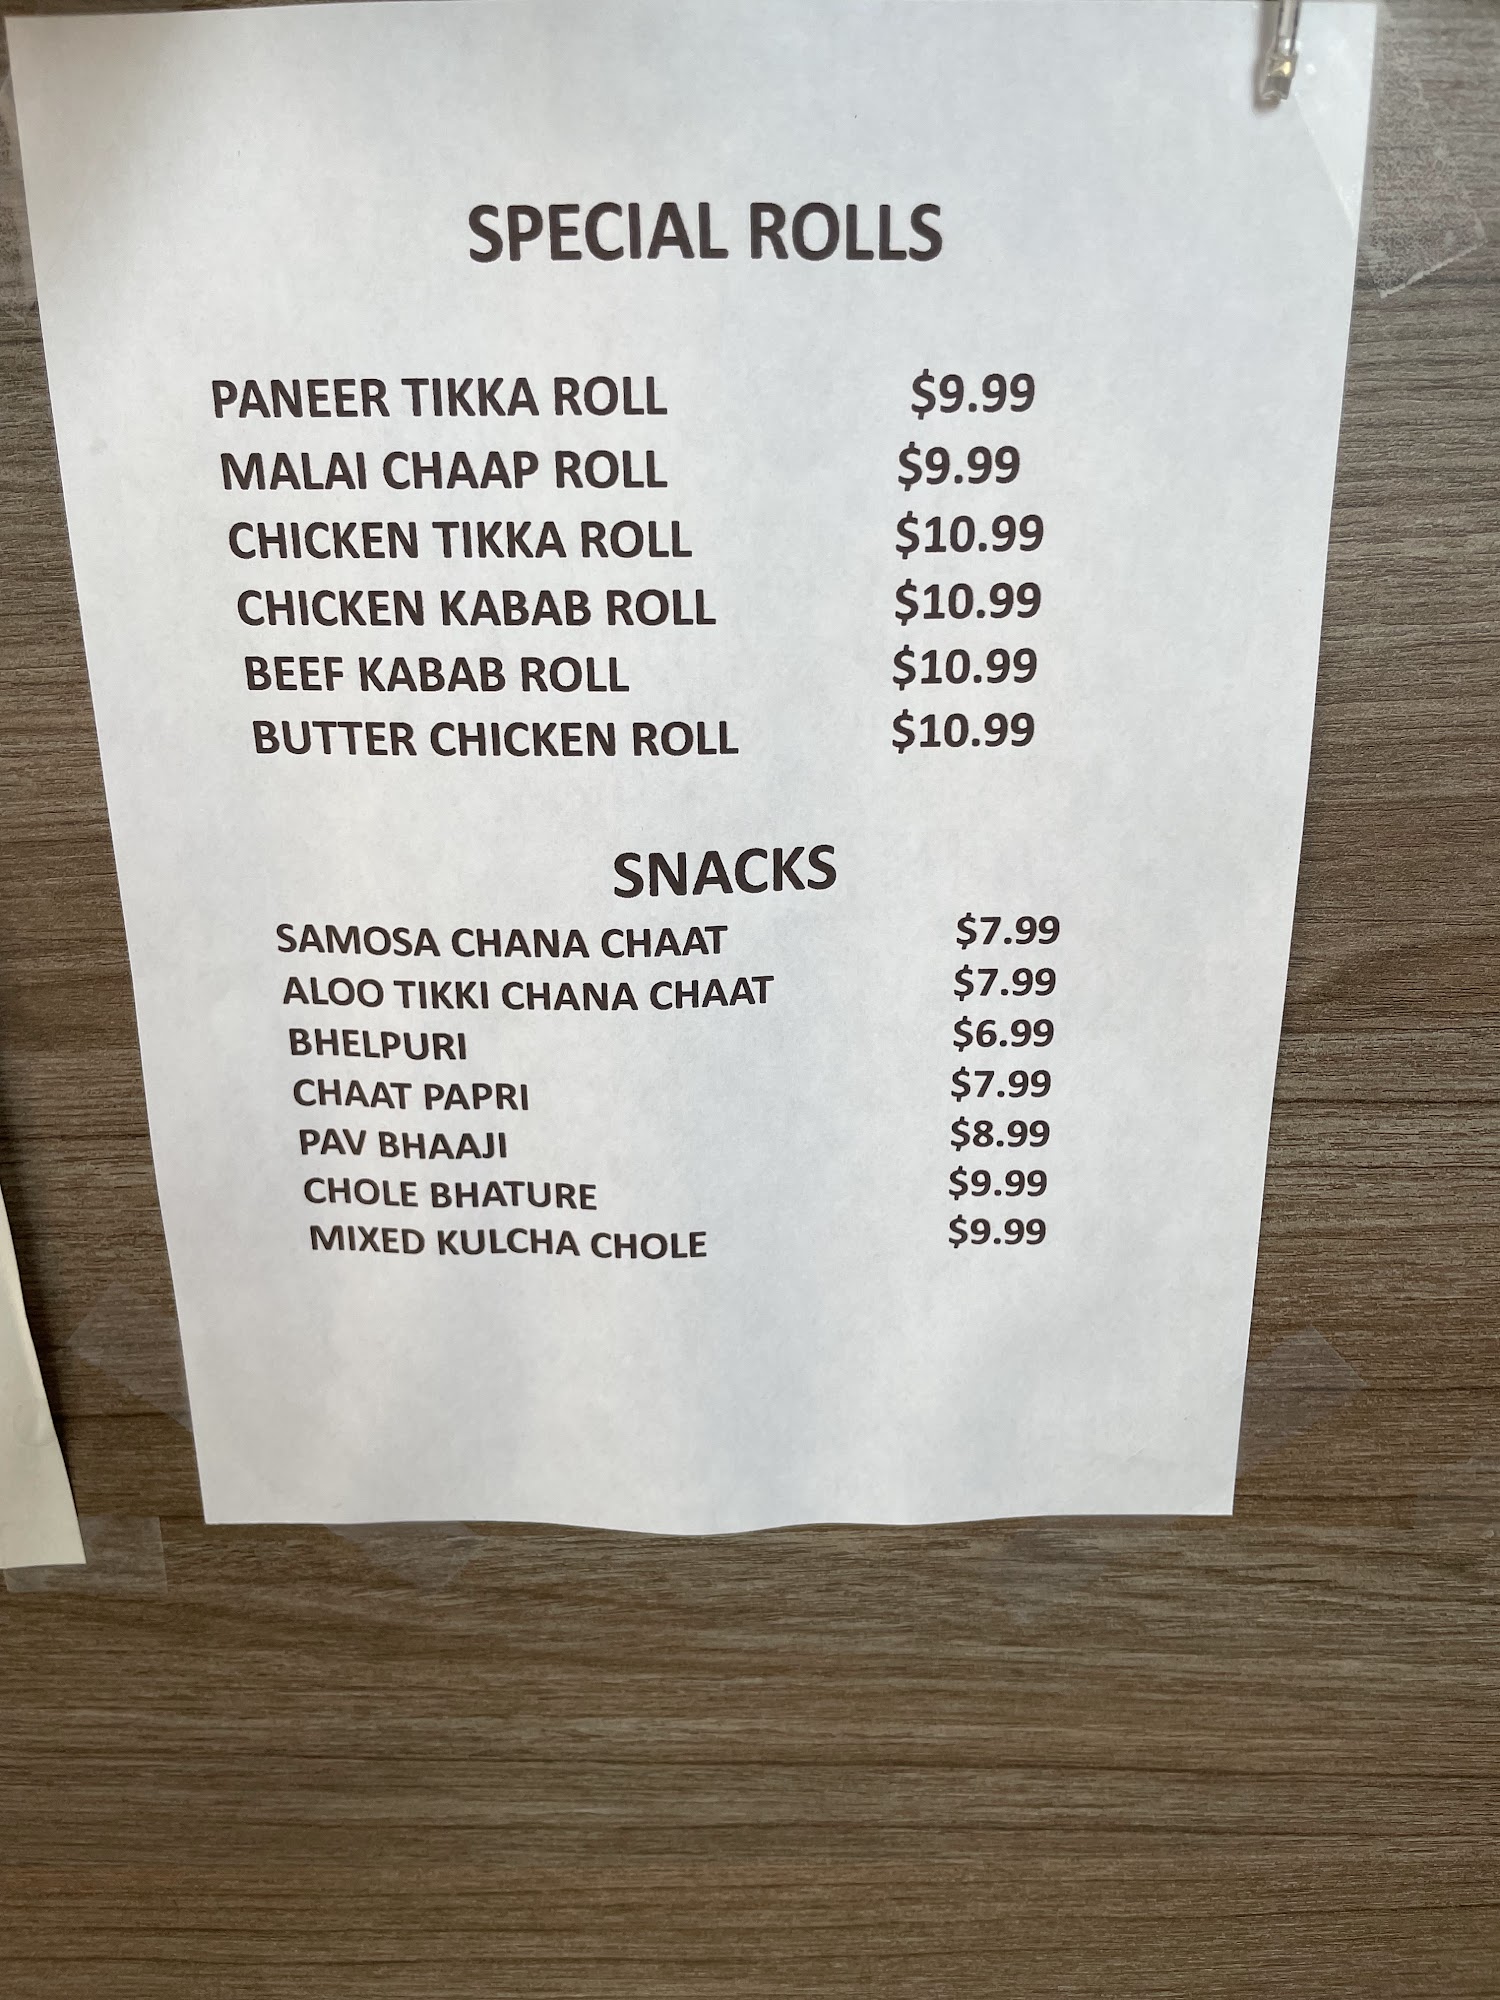 SPECIAL ROLLS
PANEER TIKKA ROLL $9.99
MALAI CHAAP ROLL $9.99
CHICKEN TIKKA ROLL $10.99
CHICKEN KABAB ROLL $10.99
BEEF KABAB ROLL $10.99
BUTTER CHICKEN ROLL $10.99
SNACKS
SAMOSA CHANA CHAAT $7.99
ALOO TIKKI CHANA CHAAT $7.99
BHELPURI $6.99
CHAAT PAPRI $7.99
PAV BHAAJI $8.99
CHOLE BHATURE $9.99
MIXED KULCHA CHOLE $9.99